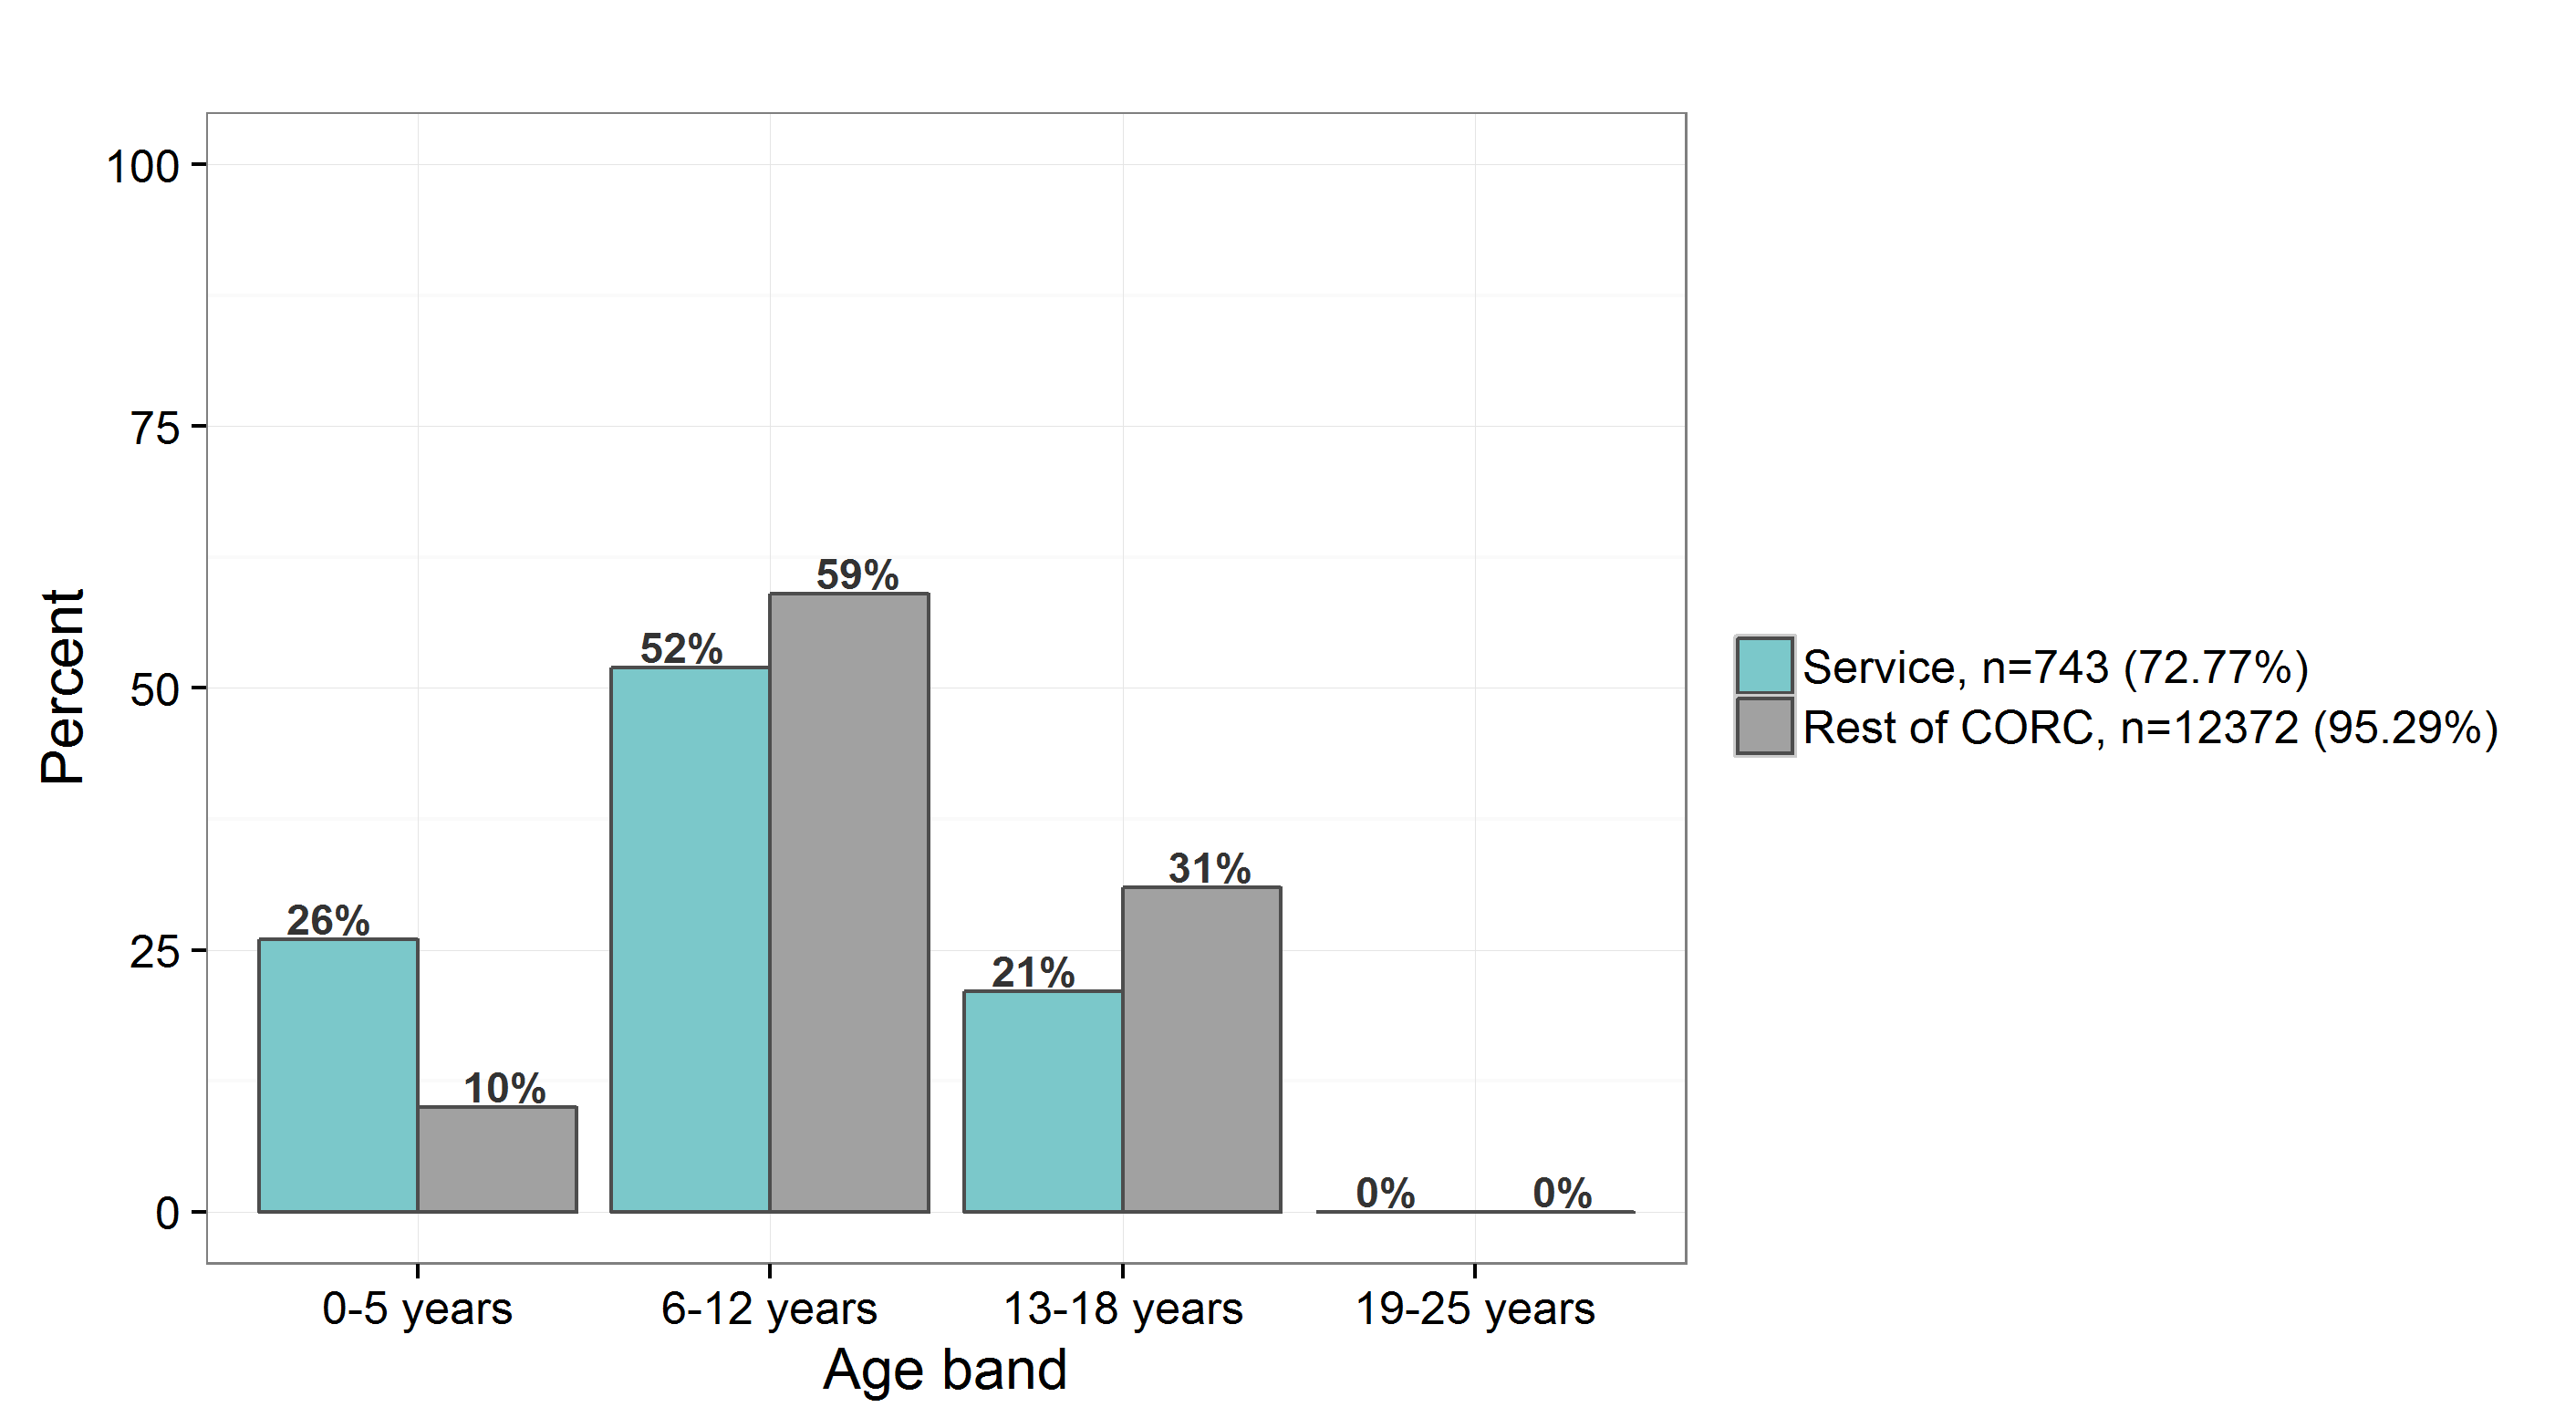 100
75
50
25
0
Percent
26%
10%
52%
59%
21%
31%
0%
0%
0-5 years
6-12 years
13-18 years
19-25 years
Age band
Service, n=743 (72.77%)
Rest of CORC, n=12372 (95.29%)